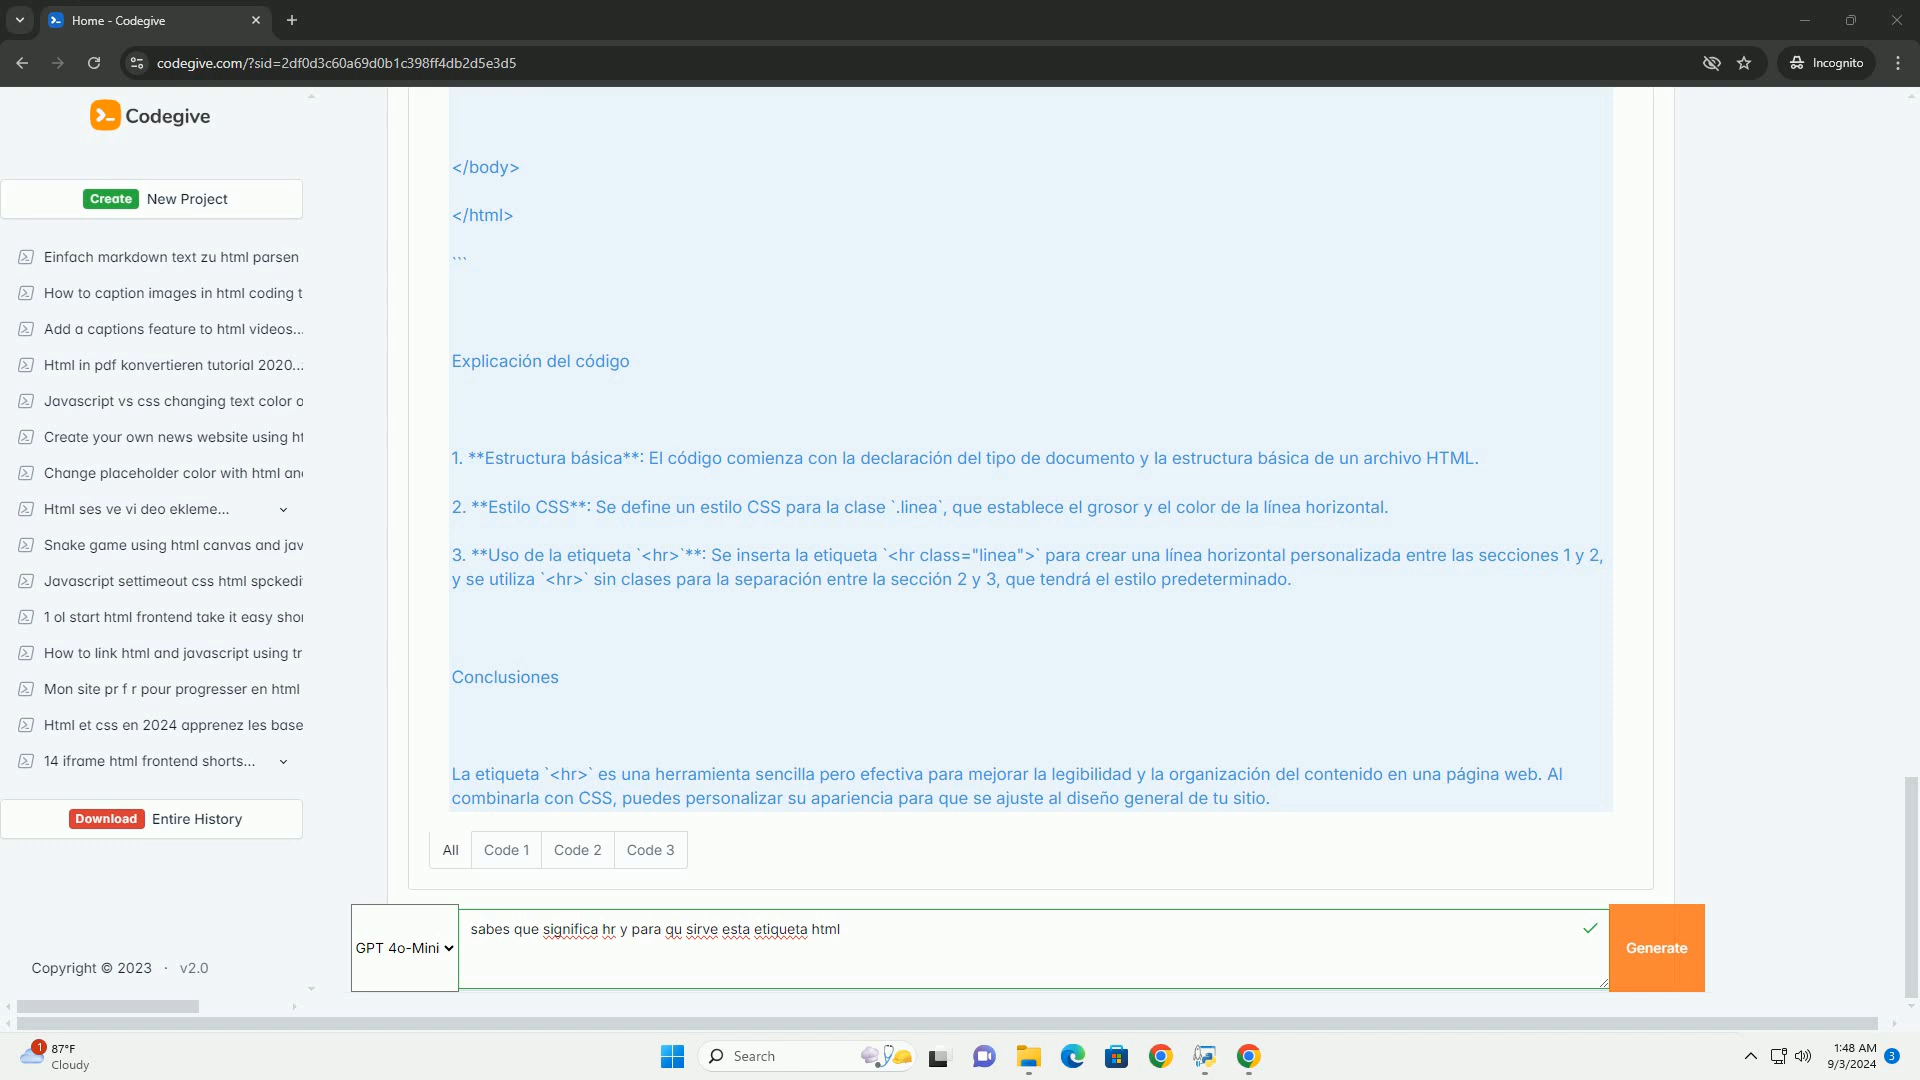 Home - Codegive
codegive.com/?sid=2df0d3c60a69d0b1c398ff4db2d5e3d5
Incognito
Codegive
Create New Project
Einfach markdown text zu html parsen
How to caption images in html coding t
Add a captions feature to html videos...
Html in pdf konvertieren tutorial 2020...
Javascript vs css changing text color o
Create your own news website using ht
Change placeholder color with html an
Html ses ve vi deo ekleme...
Snake game using html canvas and jav
Javascript settimeout css html spckedi
1 ol start html frontend take it easy sho
How to link html and javascript using tr
Mon site pr f r pour progresser en html
Html et css en 2024 apprenez les base
14 iframe html frontend shorts...
Download Entire History
Copyright © 2023 · v2.0
</body>
</html>
```
Explicación del código
1. **Estructura básica**: El código comienza con la declaración del tipo de documento y la estructura básica de un archivo HTML.
2. **Estilo CSS**: Se define un estilo CSS para la clase `.linea`, que establece el grosor y el color de la línea horizontal.
3. **Uso de la etiqueta `<hr>`**: Se inserta la etiqueta `<hr class="linea">` para crear una línea horizontal personalizada entre las secciones 1 y 2,
y se utiliza `<hr>` sin clases para la separación entre la sección 2 y 3, que tendrá el estilo predeterminado.
Conclusiones
La etiqueta `<hr>` es una herramienta sencilla pero efectiva para mejorar la legibilidad y la organización del contenido en una página web. Al
combinarla con CSS, puedes personalizar su apariencia para que se ajuste al diseño general de tu sitio.
All Code 1 Code 2 Code 3
GPT 4o-Mini
sabes que significa hr y para qu sirve esta etiqueta html
Generate
1
87°F
Cloudy
Search
1:48 AM
9/3/2024
3